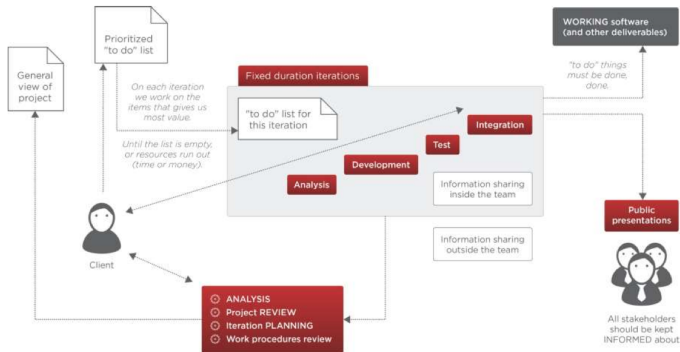 General
view of
project
Prioritized
"to do" list
On each iteration
we work on the
items that gives us
most value.
Until the list is empty,
or resources run out
(time or money).
Client
Fixed duration iterations
"to do" list for
this iteration
Analysis
Development
Test
Integration
Information sharing
inside the team
Information sharing
outside the team
ANALYSIS
Project REVIEW
Iteration PLANNING
Work procedures review
WORKING software
(and other deliverables)
"to do" things
must be done,
done.
Public
presentations
All stakeholders
should be kept
INFORMED about